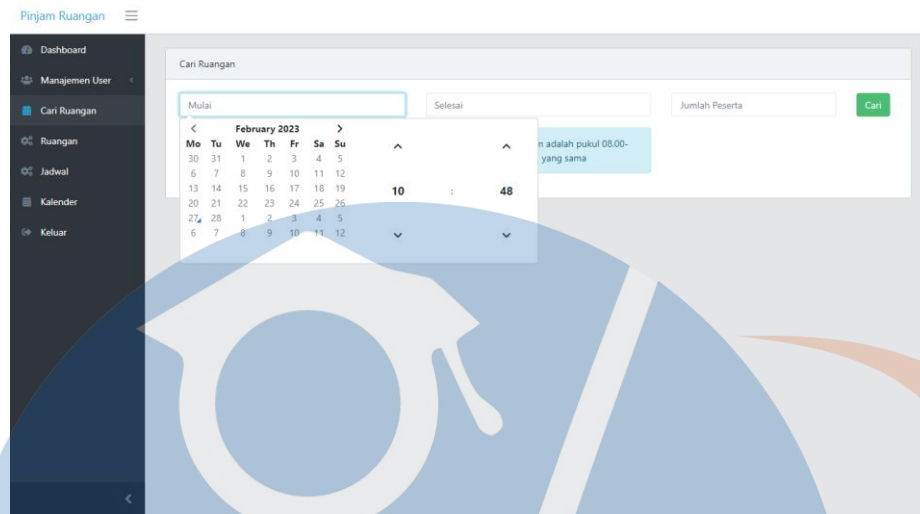 Pinjam Ruangan
Dashboard
Manajemen User
Cari Ruangan
Ruangan
Jadwal
Kalender
Keluar
Cari Ruangan
Mulai
Selesai
Jumlah Peserta
Cari
February 2023
Mo Tu We Th Fr Sa Su
30 31 1 2 3 4 5
6 7 8 9 10 11 12
13 14 15 16 17 18 19
20 21 22 23 24 25 26
27 28 1 2 3 4 5
6 7 8 9 10 11 12
10 : 48
adalah pukul 08.00-
yang sama